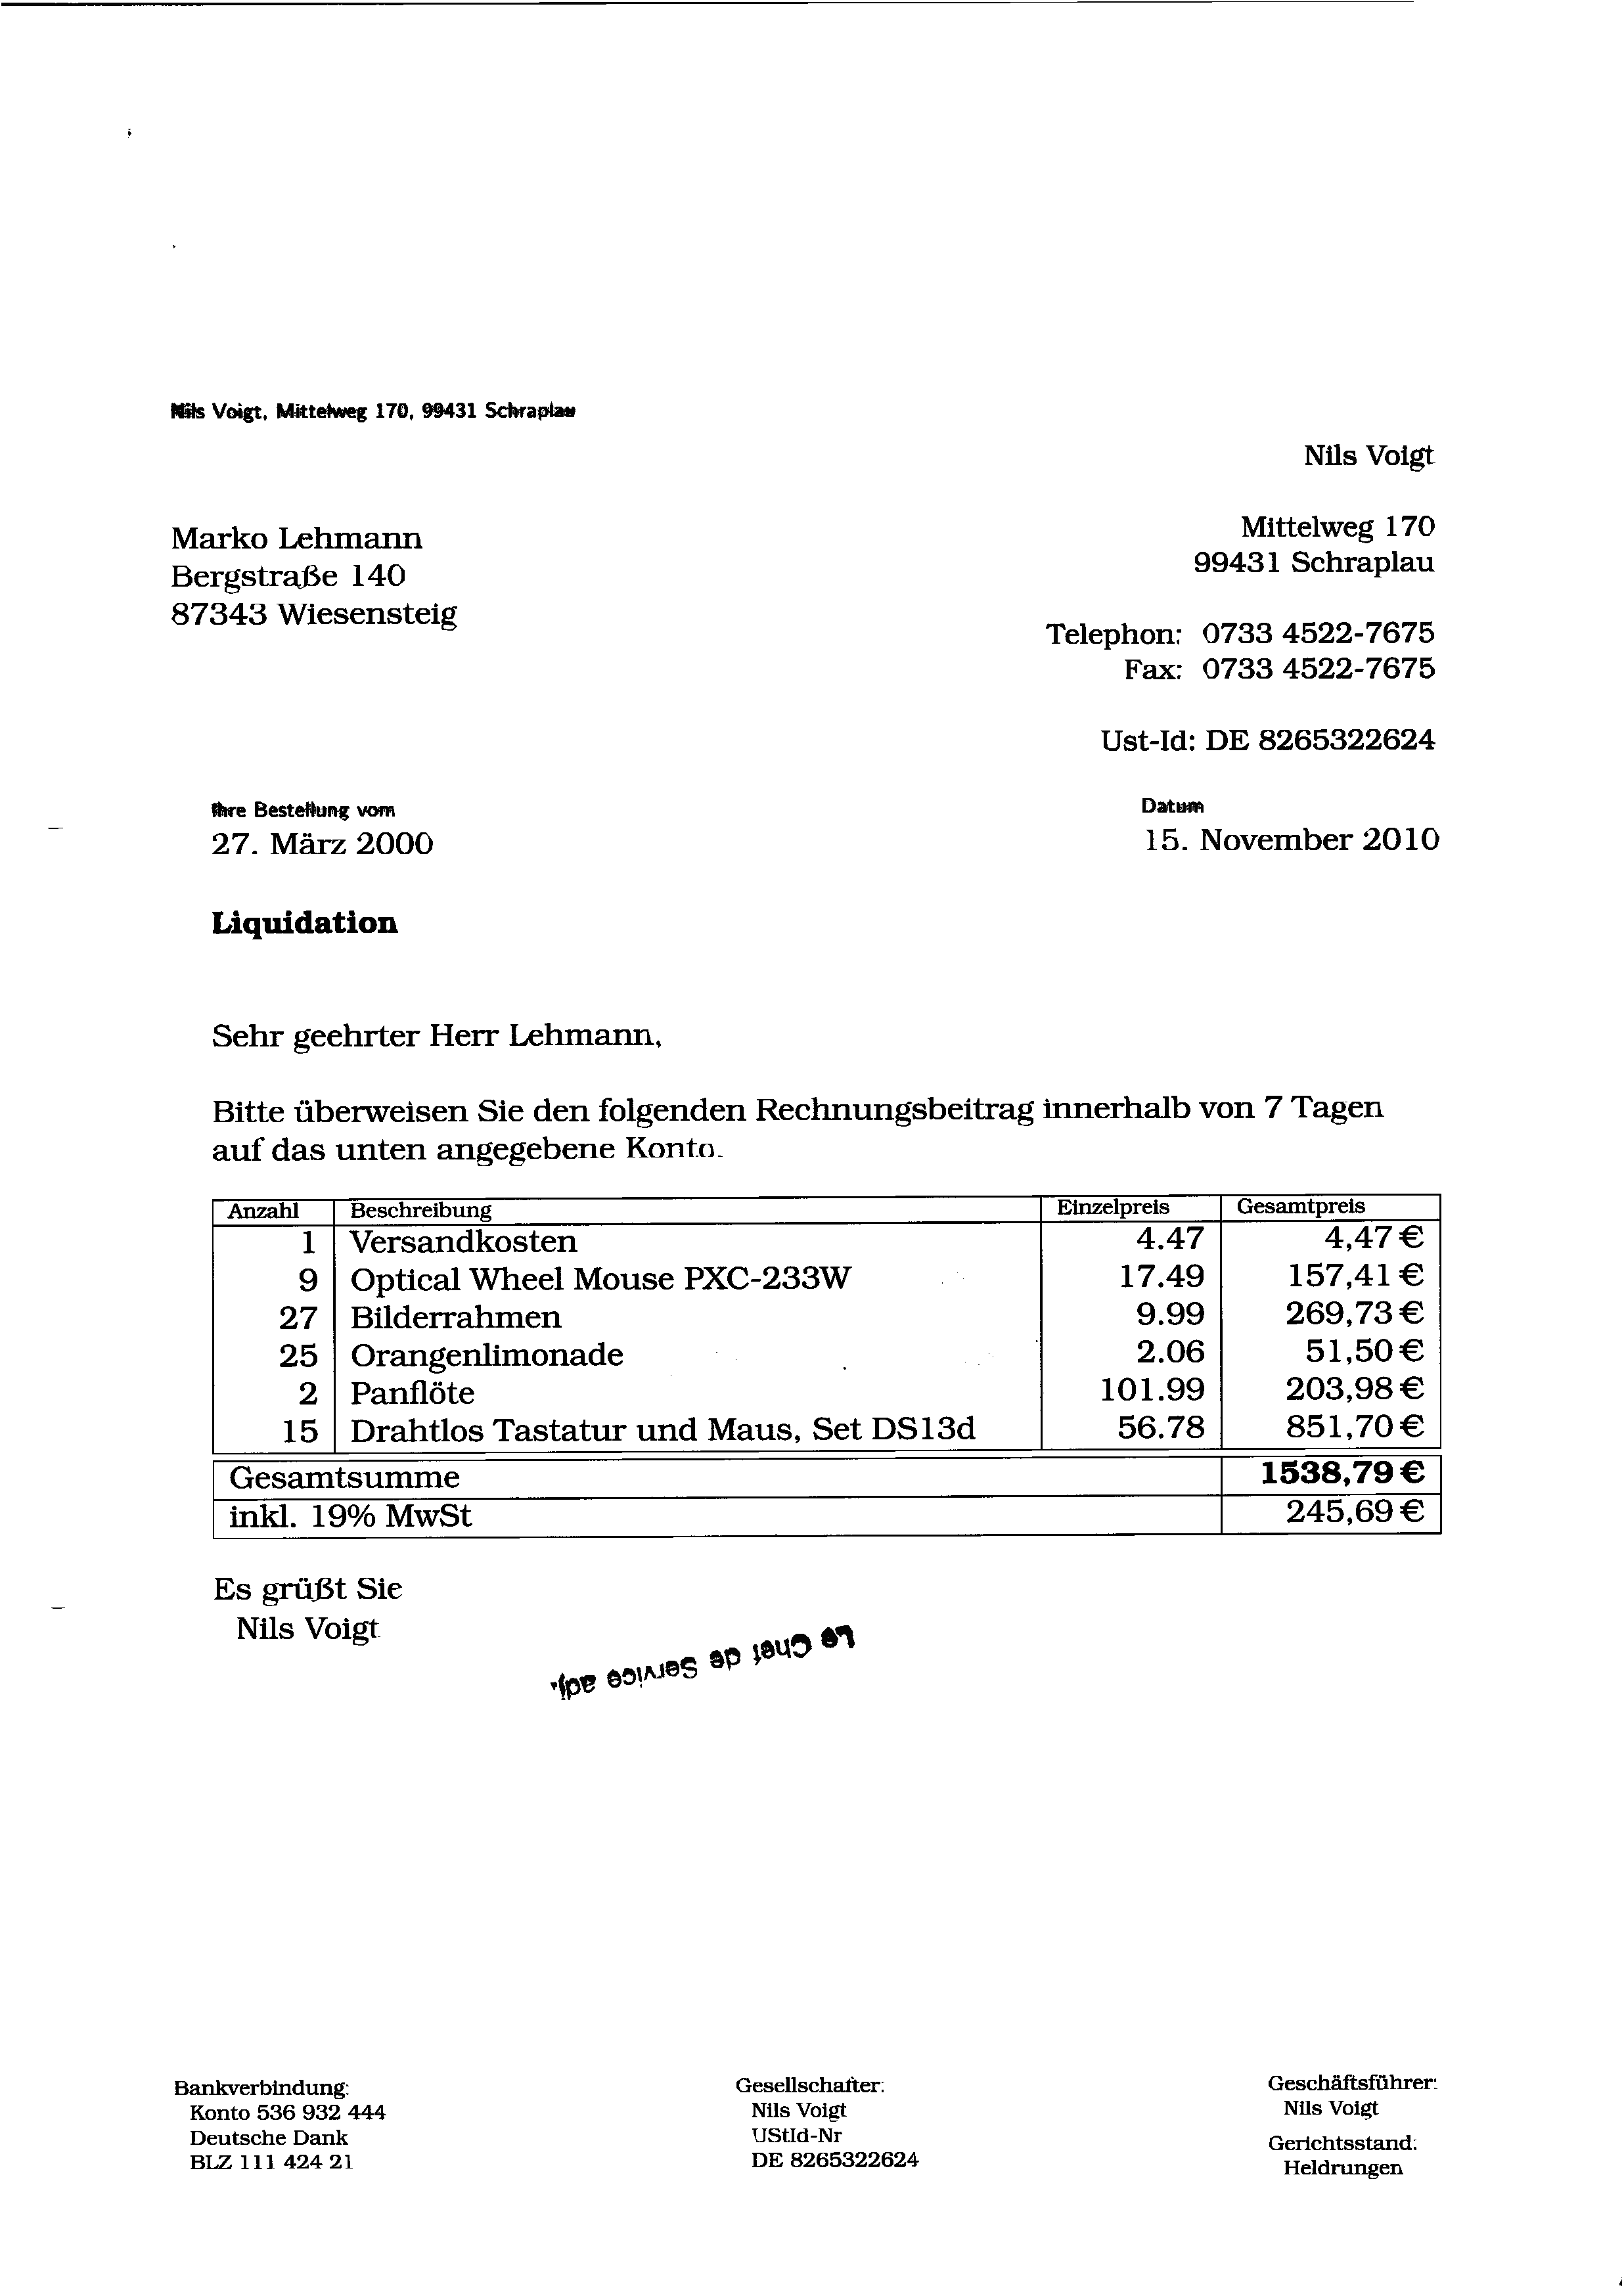 Nils Voigt, Mittelweg 170, 99431 Schraplau
Nils Voigt
Mittelweg 170
99431 Schraplau
Marko Lehmann
Bergstraße 140
87343 Wiesensteig
Telephon: 0733 4522-7675
Fax: 0733 4522-7675
Ust-Id: DE 8265322624
Ihre Bestellung vom
27. März 2000
Datum
15. November 2010
Liquidation
Sehr geehrter Herr Lehmann,
Bitte überweisen Sie den folgenden Rechnungsbeitrag innerhalb von 7 Tagen
auf das unten angegebene Konto.
Anzahl Beschreibung Einzelpreis Gesamtpreis
1 Versandkosten 4.47 4,47 €
9 Optical Wheel Mouse PXC-233W 17.49 157,41 €
27 Bilderrahmen 9.99 269,73 €
25 Orangenlimonade 2.06 51,50 €
2 Panflöte 101.99 203,98 €
15 Drahtlos Tastatur und Maus, Set DS13d 56.78 851,70 €
Gesamtsumme 1538,79 €
inkl. 19% MwSt 245,69 €
Es grüßt Sie
Nils Voigt
Le Chef de Service adj.
Bankverbindung:
Konto 536 932 444
Deutsche Dank
BLZ 111 424 21
Gesellschafter:
Nils Voigt
UStId-Nr
DE 8265322624
Geschäftsführer:
Nils Voigt
Gerichtsstand:
Heldrungen